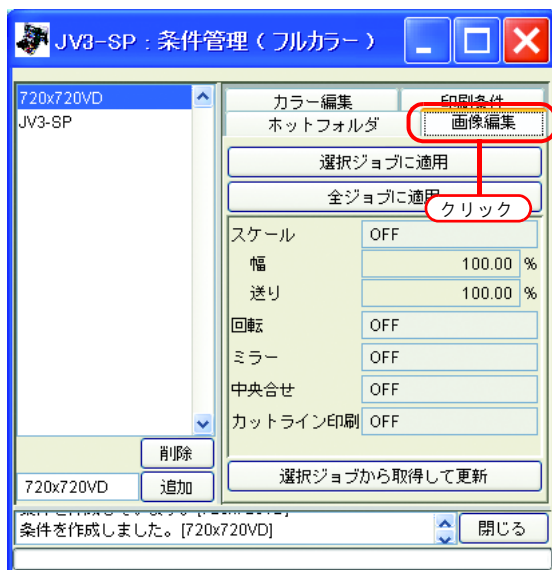 JV3-SP：条件管理（フルカラー）
720x720VD
JV3-SP
カラー編集
印刷条件
ホットフォルダ
画像編集
選択ジョブに適用
全ジョブに適用
クリック
スケール OFF
幅 100.00 %
送り 100.00 %
回転 OFF
ミラー OFF
中央合せ OFF
カットライン印刷 OFF
削除
720x720VD 追加
選択ジョブから取得して更新
条件を作成しました。[720x720VD]
閉じる